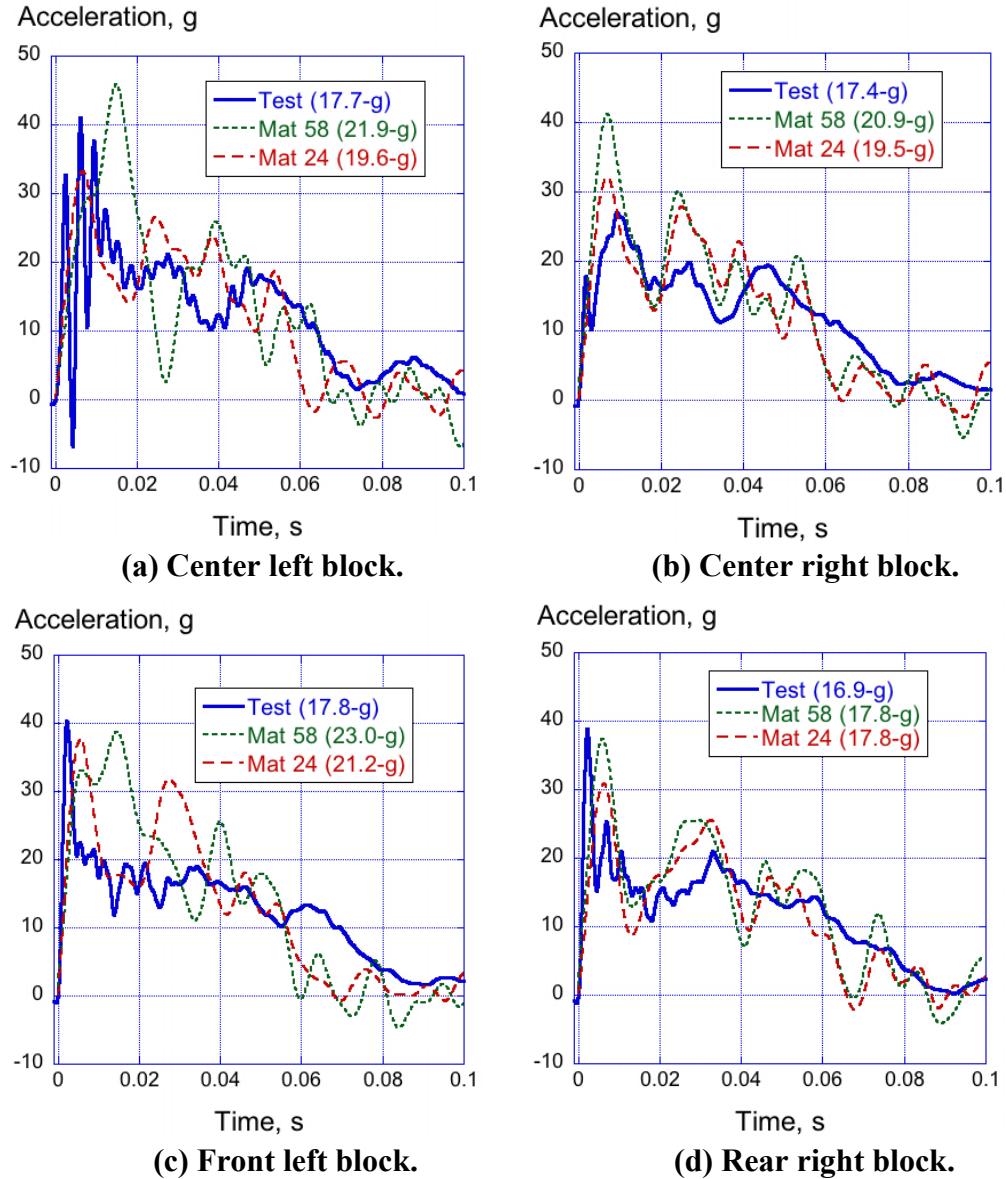 Acceleration, g
50
40
30
20
10
0
-10
Test (17.7-g)
Mat 58 (21.9-g)
Mat 24 (19.6-g)
0 0.02 0.04 0.06 0.08 0.1
Time, s
(a) Center left block.
Acceleration, g
50
40
30
20
10
0
-10
Test (17.4-g)
Mat 58 (20.9-g)
Mat 24 (19.5-g)
0 0.02 0.04 0.06 0.08 0.1
Time, s
(b) Center right block.
Acceleration, g
50
40
30
20
10
0
-10
Test (17.8-g)
Mat 58 (23.0-g)
Mat 24 (21.2-g)
0 0.02 0.04 0.06 0.08 0.1
Time, s
(c) Front left block.
Acceleration, g
50
40
30
20
10
0
-10
Test (16.9-g)
Mat 58 (17.8-g)
Mat 24 (17.8-g)
0 0.02 0.04 0.06 0.08 0.1
Time, s
(d) Rear right block.